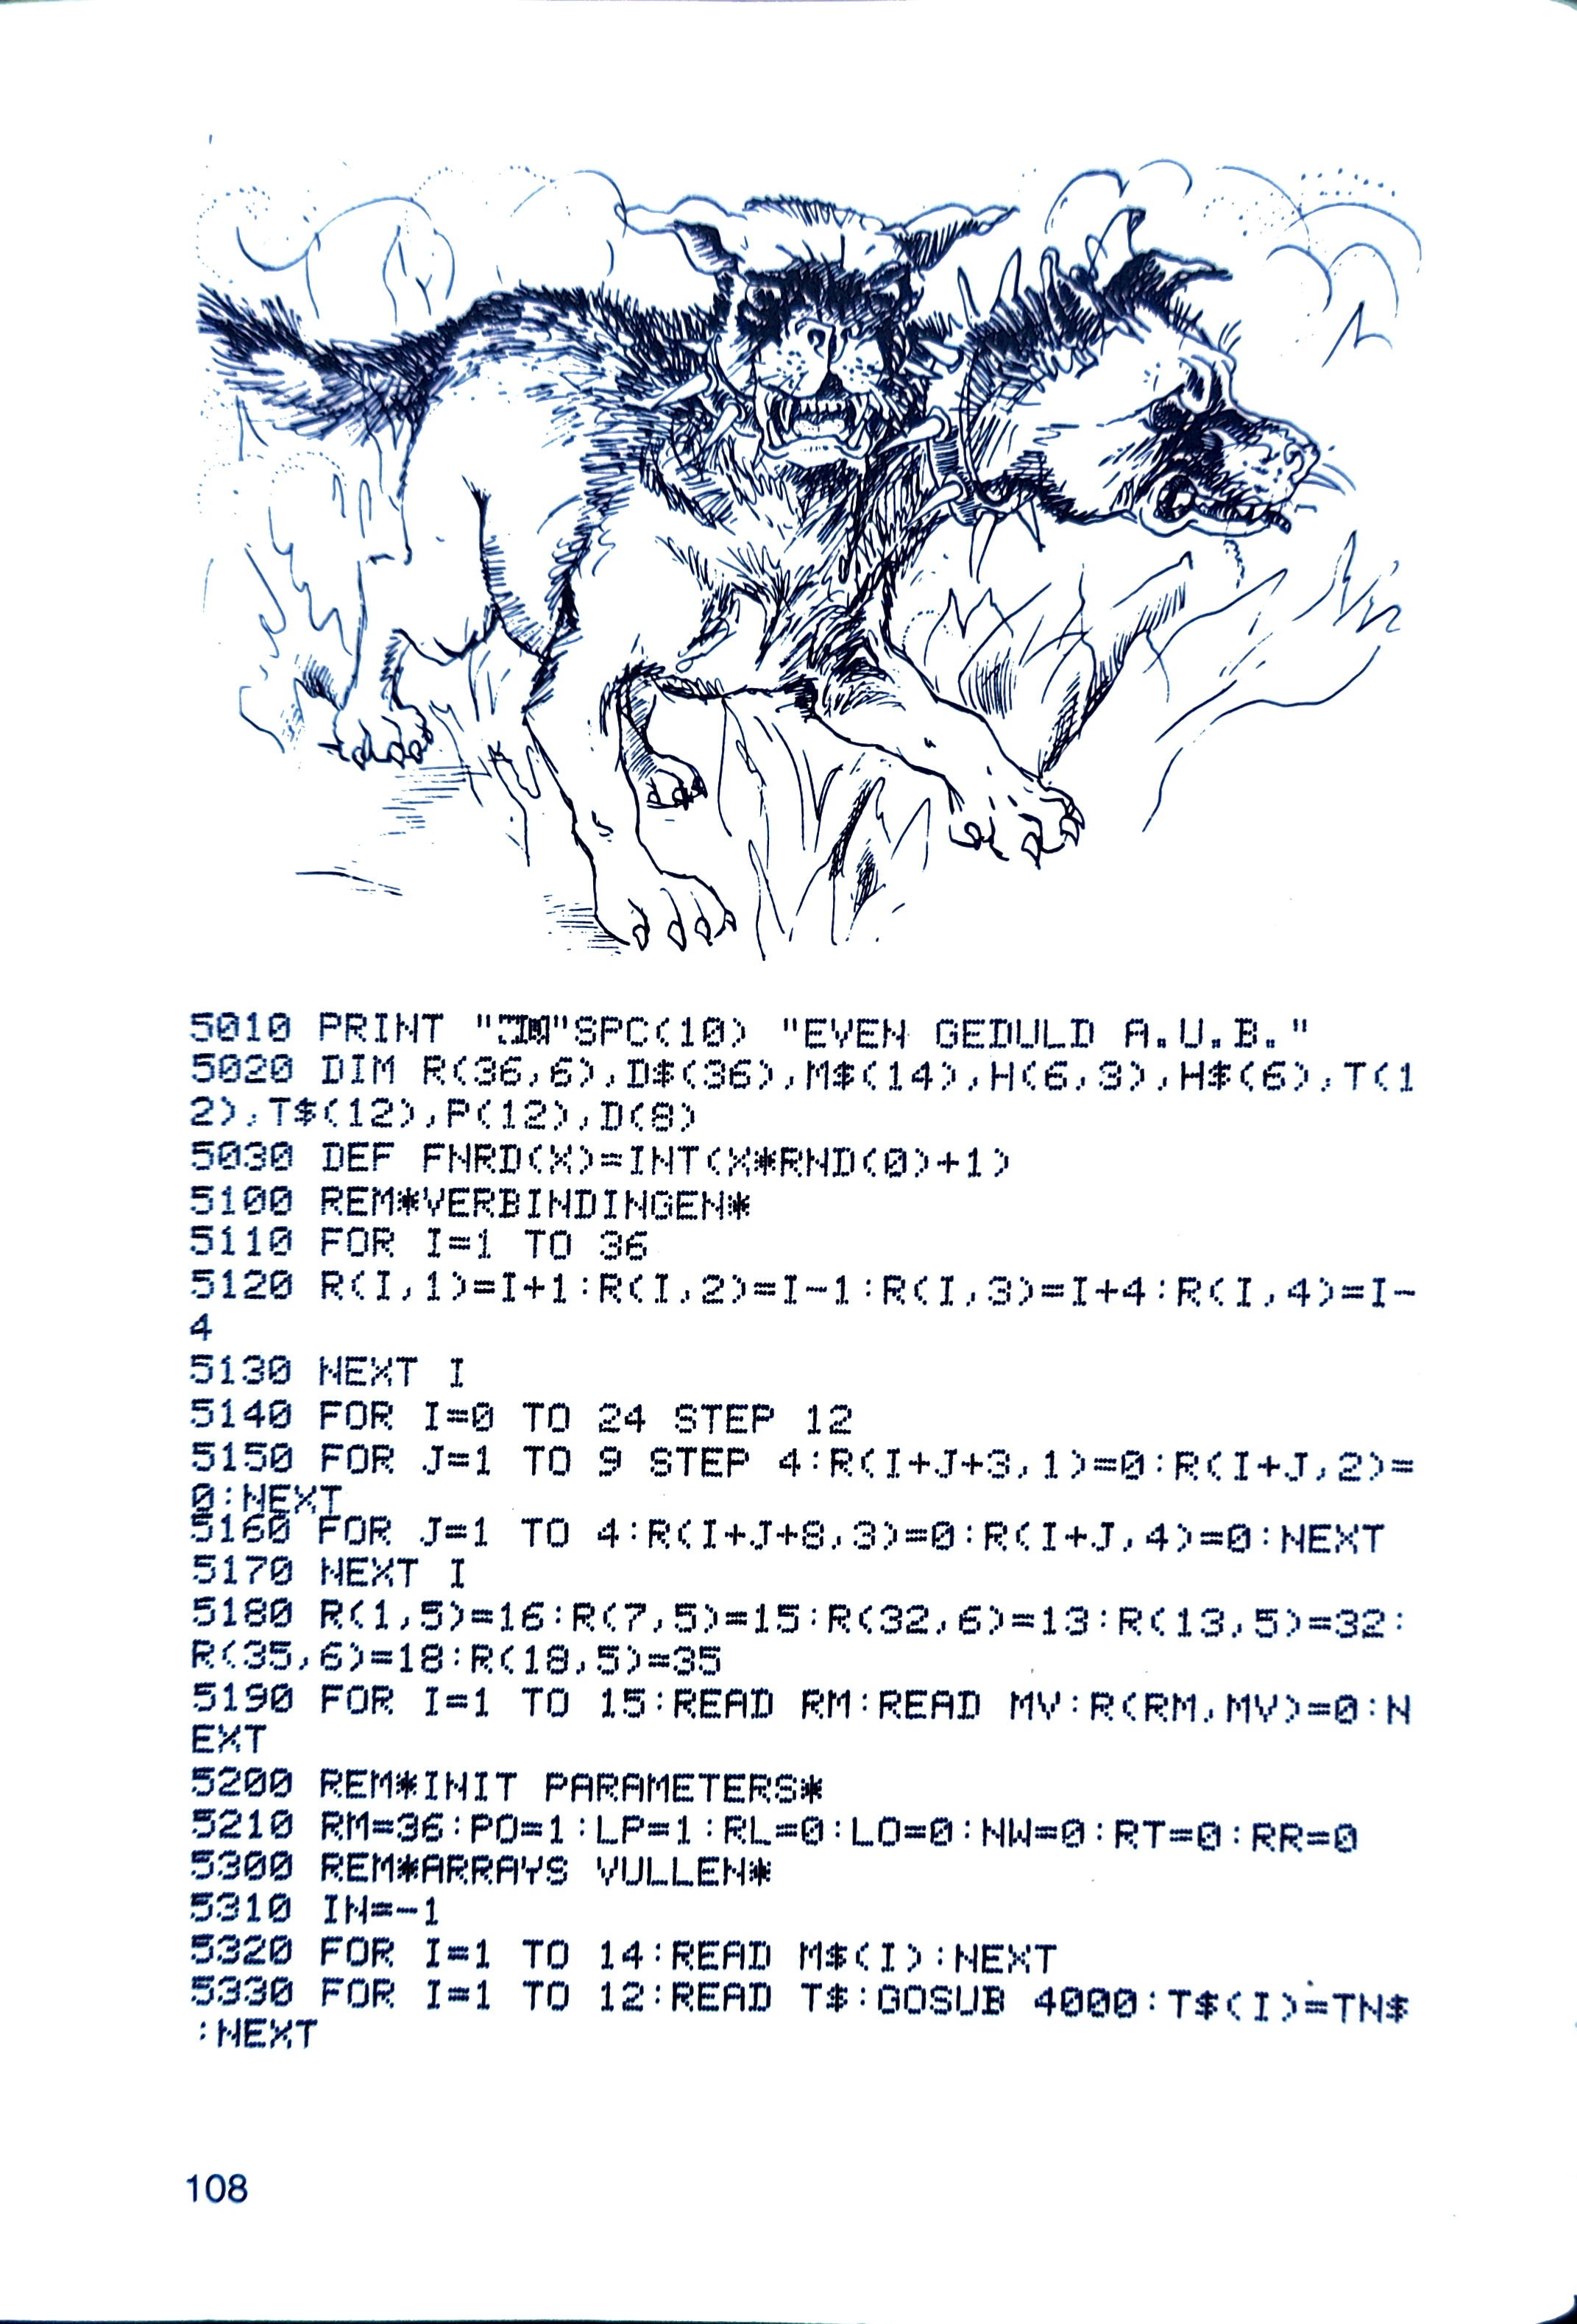 5010 PRINT ""SPC(10) "EVEN GEDULD A.U.B."
5020 DIM R(36,6),D$(36),M$(14),H(6,3),H$(6),T(1
2),T$(12),P(12),D(8)
5030 DEF FNRD(X)=INT(X*RND(0)+1)
5100 REM*VERBINDINGEN*
5110 FOR I=1 TO 36
5120 R(I,1)=I+1:R(I,2)=I-1:R(I,3)=I+4:R(I,4)=I-
4
5130 NEXT I
5140 FOR I=0 TO 24 STEP 12
5150 FOR J=1 TO 9 STEP 4:R(I+J+3,1)=0:R(I+J,2)=
0:NEXT
5160 FOR J=1 TO 4:R(I+J+8,3)=0:R(I+J,4)=0:NEXT
5170 NEXT I
5180 R(1,5)=16:R(7,5)=15:R(32,6)=13:R(13,5)=32:
R(35,6)=18:R(18,5)=35
5190 FOR I=1 TO 15:READ RM:READ MV:R(RM,MV)=0:N
EXT
5200 REM*INIT PARAMETERS*
5210 RM=36:PO=1:LP=1:RL=0:LO=0:NW=0:RT=0:RR=0
5300 REM*ARRAYS VULLEN*
5310 IN=-1
5320 FOR I=1 TO 14:READ M$(I):NEXT
5330 FOR I=1 TO 12:READ T$:GOSUB 4000:T$(I)=TN$
:NEXT
108